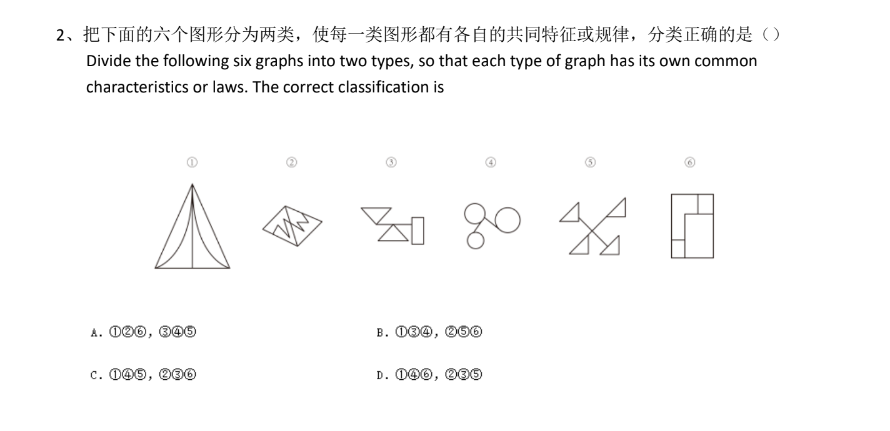 2、把下面的六个图形分为两类，使每一类图形都有各自的共同特征或规律，分类正确的是（）
Divide the following six graphs into two types, so that each type of graph has its own common
characteristics or laws. The correct classification is
① ② ③ ④ ⑤ ⑥
A. ①②⑥, ③④⑤ B. ①③④, ②⑤⑥
C. ①④⑤, ②③⑥ D. ①④⑥, ②③⑤